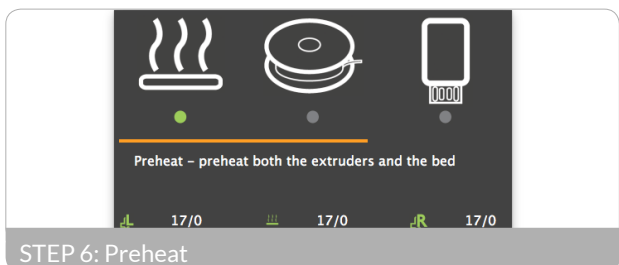 Preheat – preheat both the extruders and the bed
L 17/0 17/0 R 17/0
STEP 6: Preheat